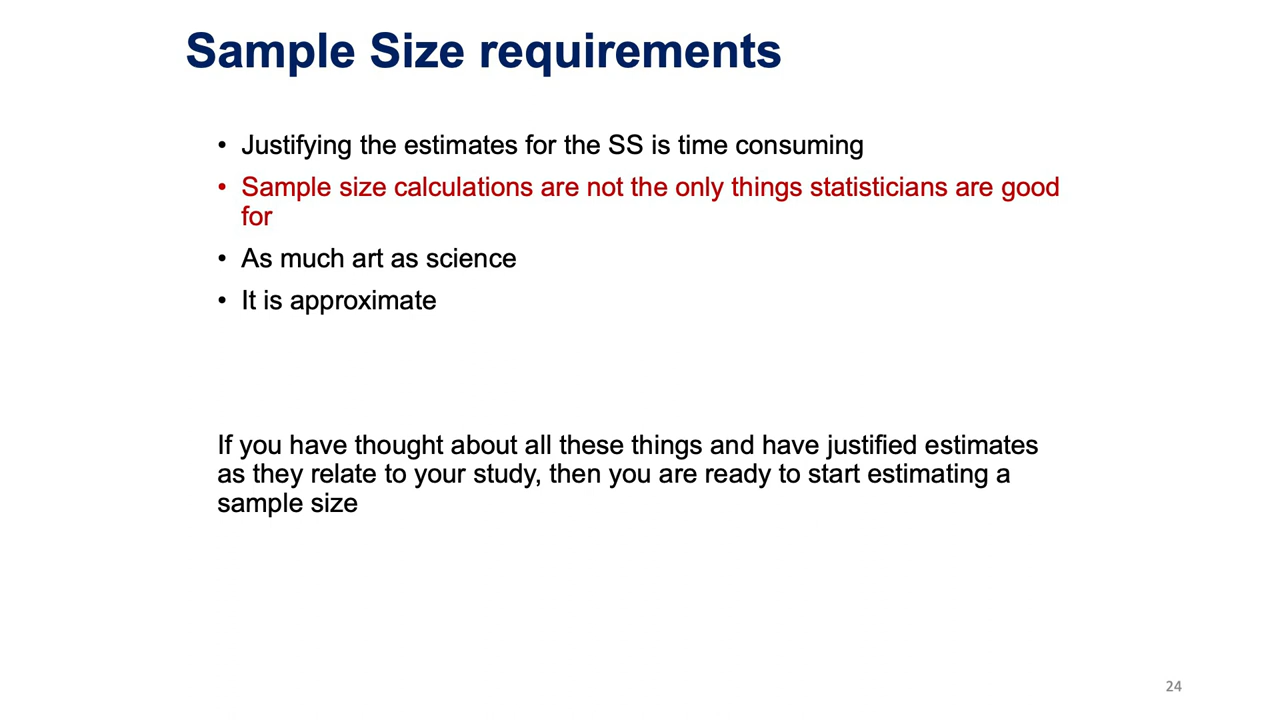 Sample Size requirements
• Justifying the estimates for the SS is time consuming
• Sample size calculations are not the only things statisticians are good
for
• As much art as science
• It is approximate
If you have thought about all these things and have justified estimates
as they relate to your study, then you are ready to start estimating a
sample size
24